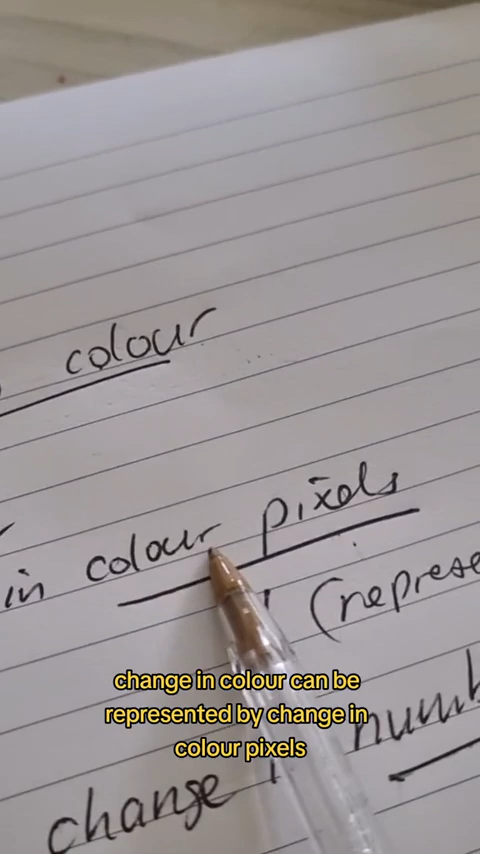 colour
in colour pixels
(represe
numb
change
change in colour can be
represented by change in
colour pixels